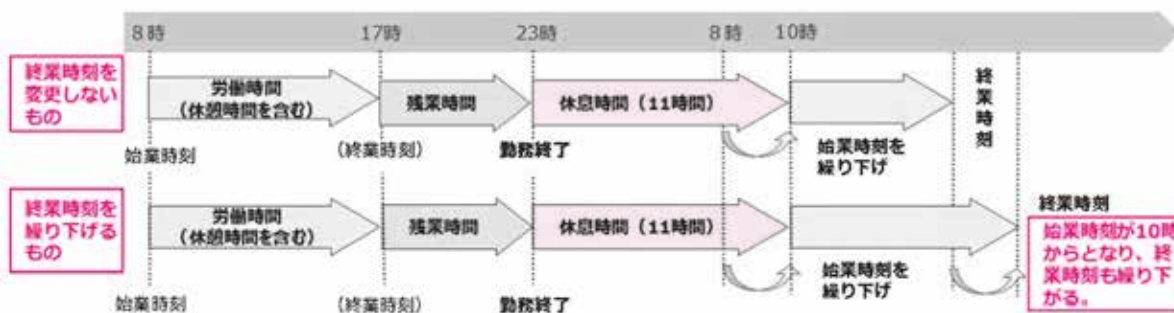 8時 17時 23時 8時 10時
終業時刻を
変更しない
もの
労働時間
(休憩時間を含む)
残業時間
休息時間(11時間)
終業時刻
始業時刻
(終業時刻)
勤務終了
始業時刻を
繰り下げ
終業時刻を
繰り下げる
もの
労働時間
(休憩時間を含む)
残業時間
休息時間(11時間)
終業時刻
始業時刻が10時
からとなり、終
業時刻も繰り下
がる。
始業時刻
(終業時刻)
勤務終了
始業時刻を
繰り下げ